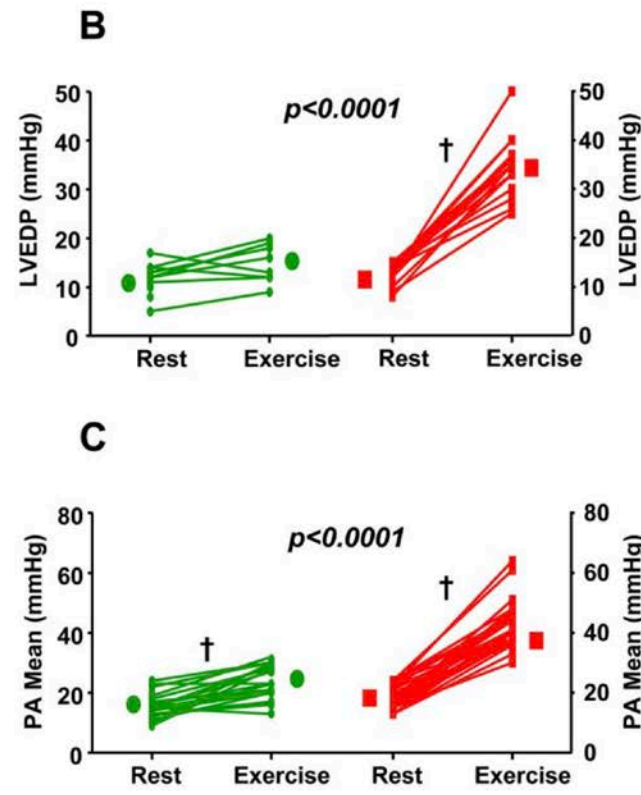 B
LVEDP (mmHg)
50
40
30
20
10
0
p<0.0001
†
50
40
30
20
10
0
LVEDP (mmHg)
Rest
Exercise
Rest
Exercise
C
PA Mean (mmHg)
80
60
40
20
0
p<0.0001
†
†
80
60
40
20
0
PA Mean (mmHg)
Rest
Exercise
Rest
Exercise